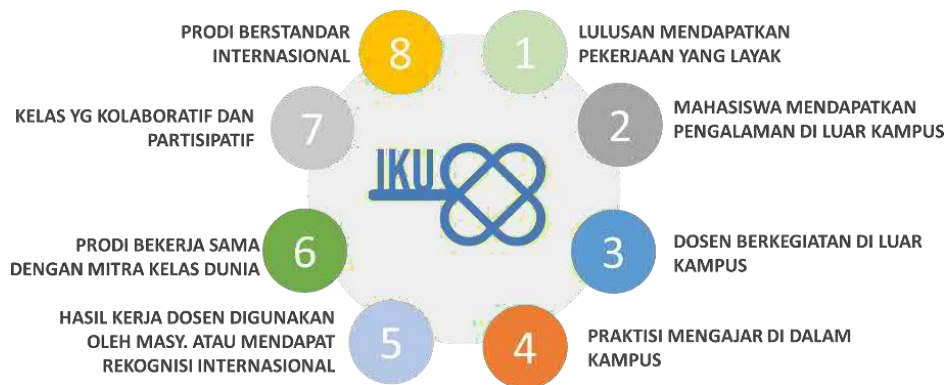 1
LULUSAN MENDAPATKAN
PEKERJAAN YANG LAYAK
2
MAHASISWA MENDAPATKAN
PENGALAMAN DI LUAR KAMPUS
3
DOSEN BERKEGIATAN DI LUAR
KAMPUS
4
PRAKTISI MENGAJAR DI DALAM
KAMPUS
5
HASIL KERJA DOSEN DIGUNAKAN
OLEH MASY. ATAU MENDAPAT
REKOGNISI INTERNASIONAL
6
PRODI BEKERJA SAMA
DENGAN MITRA KELAS DUNIA
7
KELAS YG KOLABORATIF DAN
PARTISIPATIF
8
PRODI BERSTANDAR
INTERNASIONAL
IKU